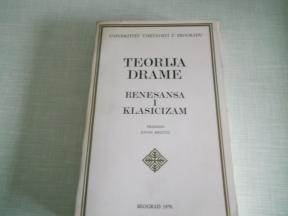 UNIVERZITET UMETNOSTI U BEOGRADU
TEORIJA
DRAME
RENESANSA
I
KLASICIZAM
BEOGRAD 1976.